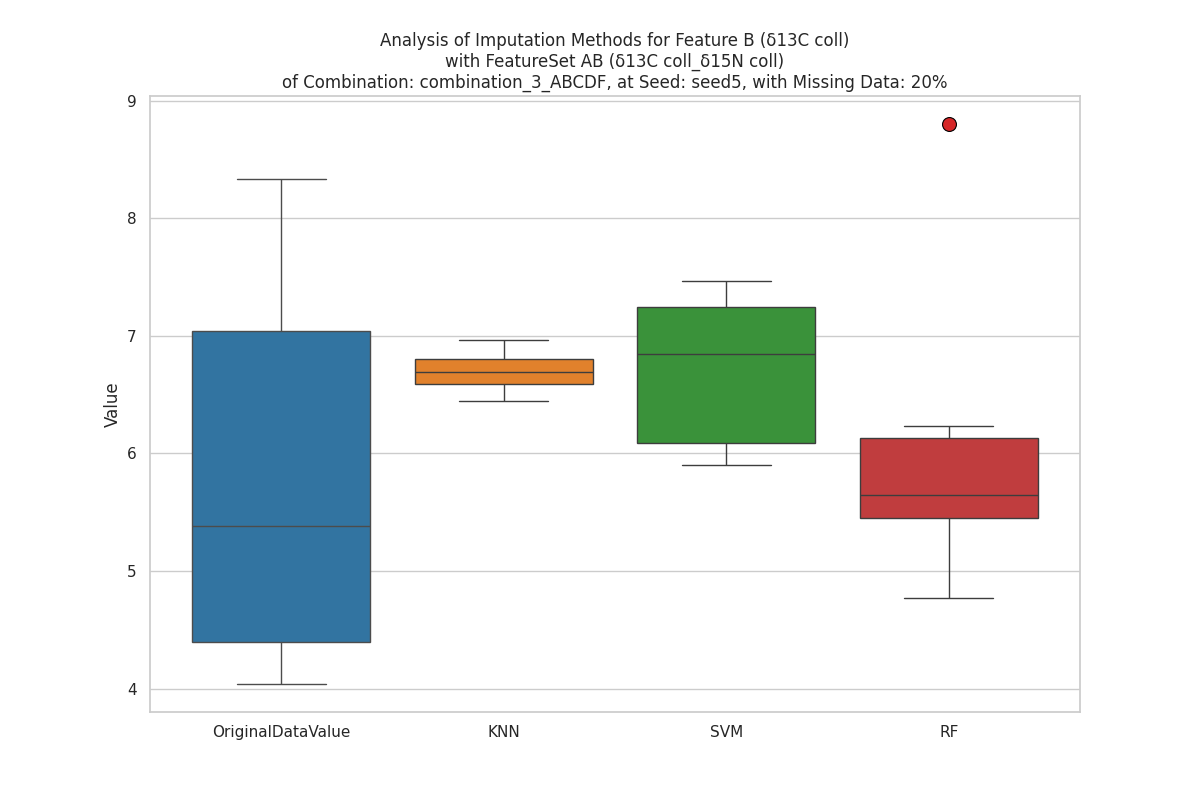 Analysis of Imputation Methods for Feature B (δ13C coll)
with FeatureSet AB (δ13C coll_δ15N coll)
of Combination: combination_3_ABCDF, at Seed: seed5, with Missing Data: 20%
9
8
7
6
5
4
Value
OriginalDataValue
KNN
SVM
RF